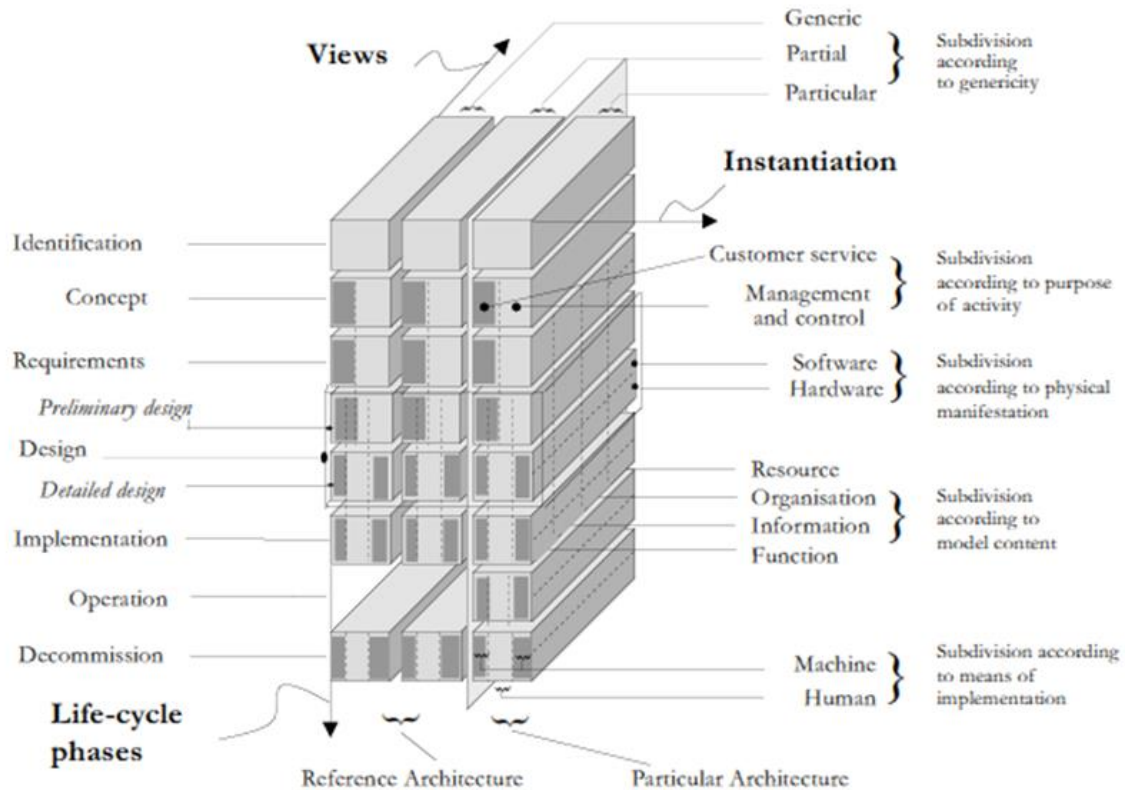 Generic
Views
Partial
Particular
Subdivision
according
to genericity
Instantiation
Identification
Concept
Requirements
Preliminary design
Design
Detailed design
Implementation
Operation
Decommission
Customer service
Management
and control
Subdivision
according to purpose
of activity
Software
Hardware
Subdivision
according to physical
manifestation
Resource
Organisation
Information
Function
Subdivision
according to
model content
Machine
Human
Subdivision according
to means of
implementation
Life-cycle
phases
Reference Architecture
Particular Architecture